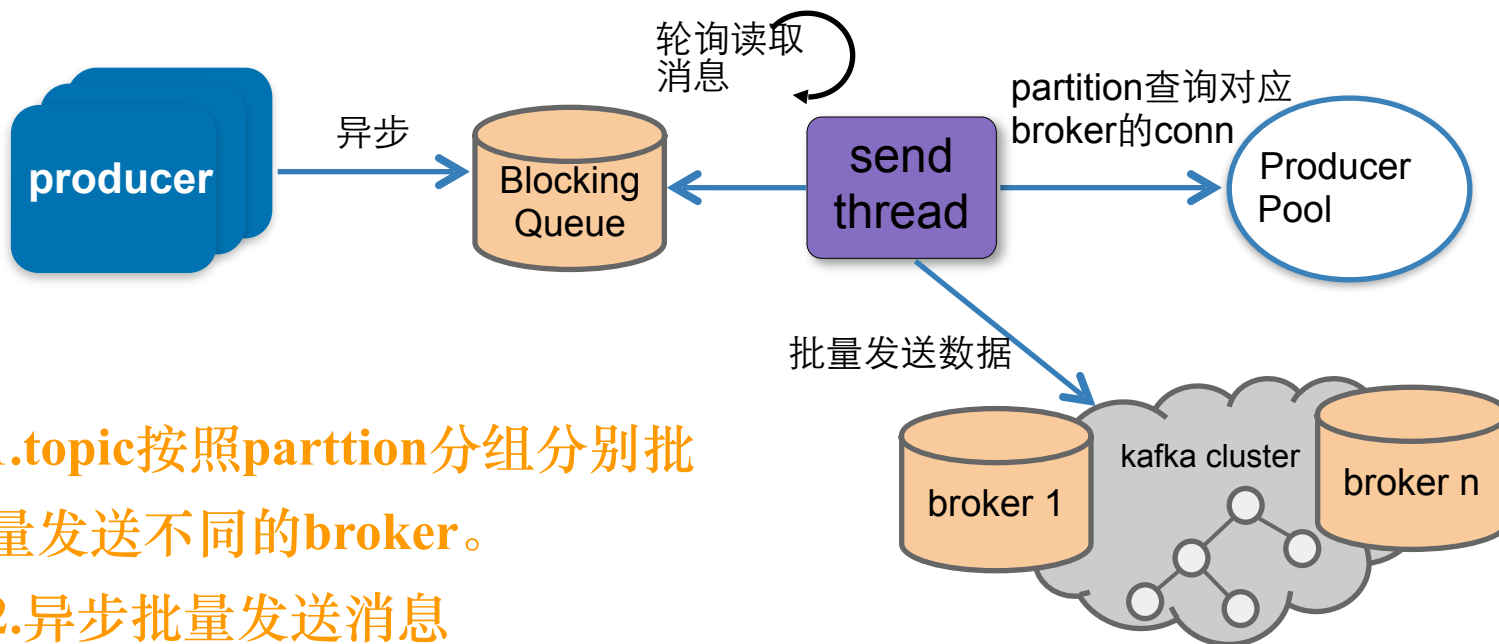 轮询读取
消息
partition查询对应
broker的conn
异步
producer
Blocking
Queue
send
thread
Producer
Pool
批量发送数据
1.topic按照parttion分组分别批
量发送不同的broker。
2.异步批量发送消息
kafka cluster
broker 1
broker n